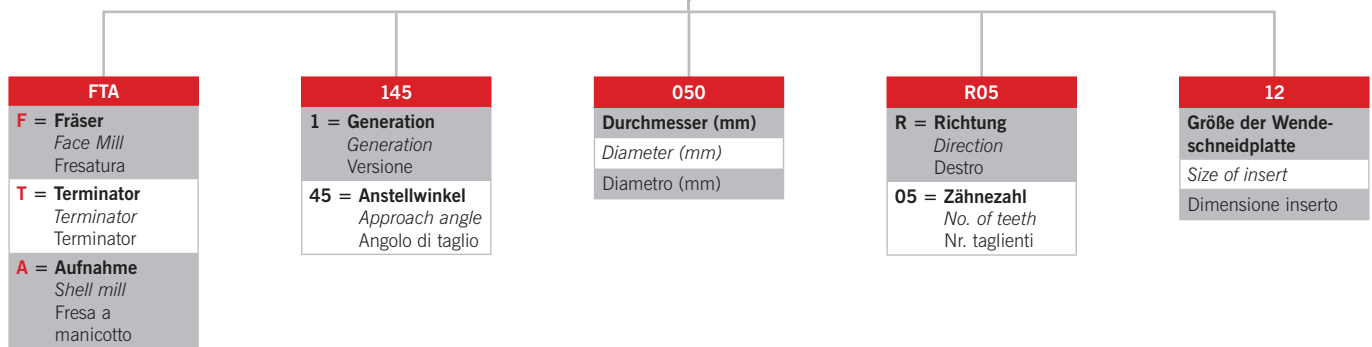 FTA
F = Fräser
Face Mill
Fresatura
T = Terminator
Terminator
Terminator
A = Aufnahme
Shell mill
Fresa a
manicotto
145
1 = Generation
Generation
Versione
45 = Anstellwinkel
Approach angle
Angolo di taglio
050
Durchmesser (mm)
Diameter (mm)
Diametro (mm)
R05
R = Richtung
Direction
Destro
05 = Zähnezahl
No. of teeth
Nr. taglienti
12
Größe der Wende-
schneidplatte
Size of insert
Dimensione inserto